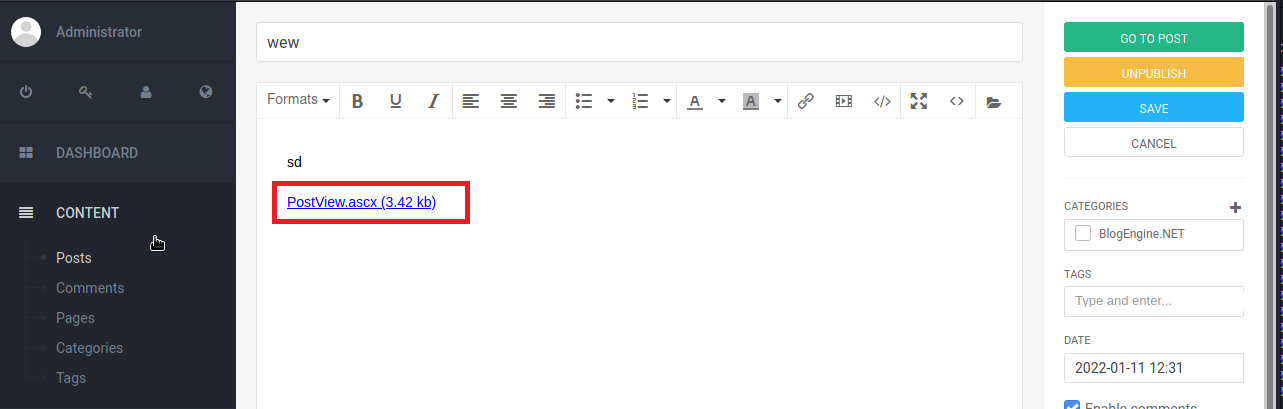 Administrator
wew
GO TO POST
UNPUBLISH
SAVE
CANCEL
Formats
B U I
A A
DASHBOARD
CONTENT
Posts
Comments
Pages
Categories
Tags
sd
PostView.ascx (3.42 kb)
CATEGORIES
BlogEngine.NET
TAGS
Type and enter...
DATE
2022-01-11 12:31
Enable comments